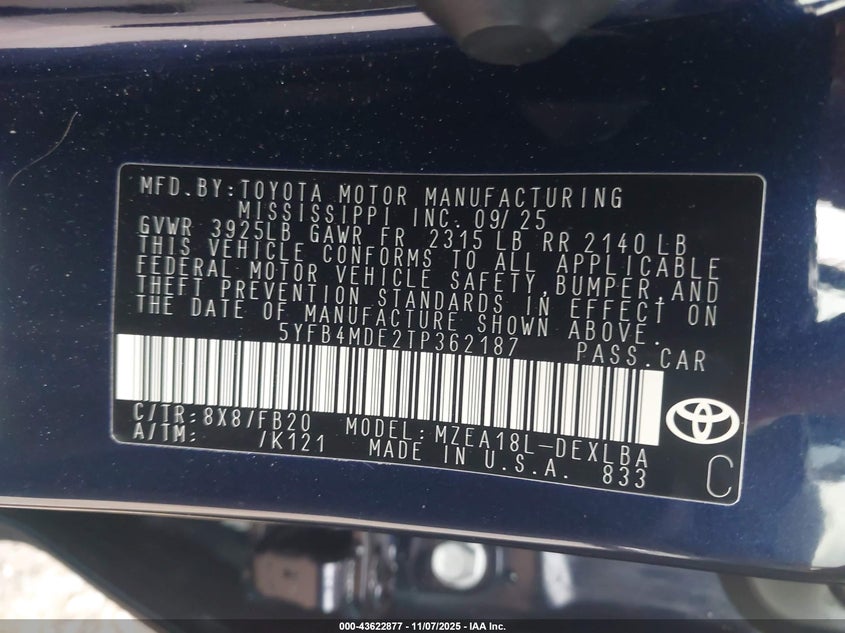 MFD.BY:TOYOTA MOTOR MANUFACTURING
MISSISSIPPI INC. 09/25
GVWR 3925LB GAWR FR 2315 LB RR 2140 LB
THIS VEHICLE CONFORMS TO ALL APPLICABLE
FEDERAL MOTOR VEHICLE SAFETY,BUMPER,AND
THEFT PREVENTION STANDARDS IN EFFECT ON
THE DATE OF MANUFACTURE SHOWN ABOVE.
5YFB4MDE2TP362187 PASS.CAR
C/TR:8X8/FB20 MODEL:MZEA18L-DEXLBA
A/TM: /K121 MADE IN U.S.A. 833
C
000-43622877 - 11/07/2025 - IAA Inc.